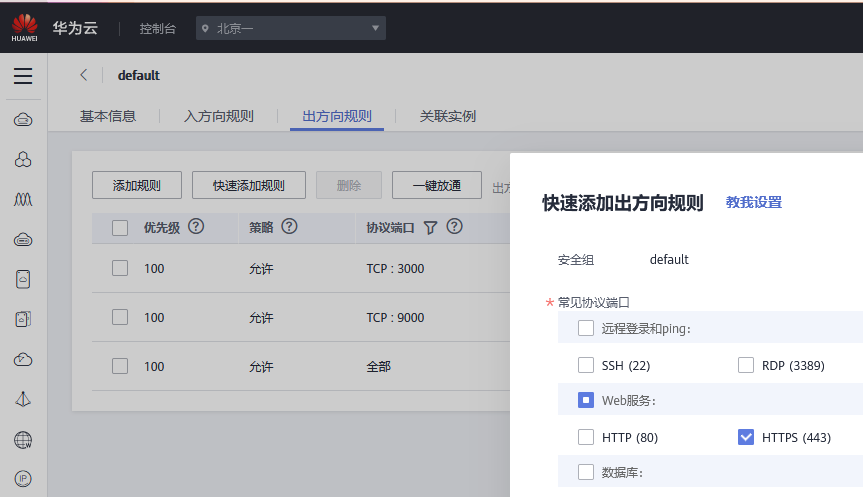 HUAWEI 华为云 控制台 北京一
default
基本信息 入方向规则 出方向规则 关联实例
添加规则 快速添加规则 删除 一键放通 出方
优先级 策略 协议端口
100 允许 TCP : 3000
100 允许 TCP : 9000
100 允许 全部
快速添加出方向规则 教我设置
安全组 default
* 常见协议端口
远程登录和ping:
SSH (22) RDP (3389)
Web服务:
HTTP (80) HTTPS (443)
数据库:
W
IP